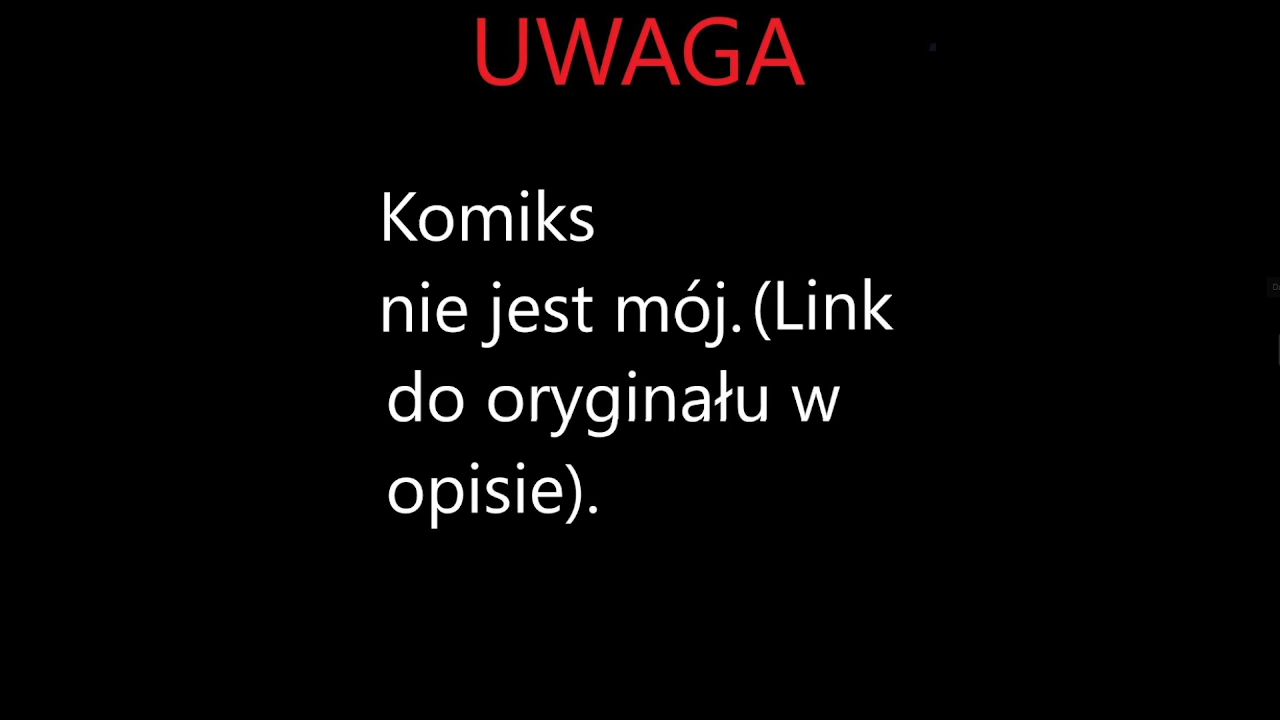 UWAGA
Komiks
nie jest mój. (Link
do oryginału w
opisie).